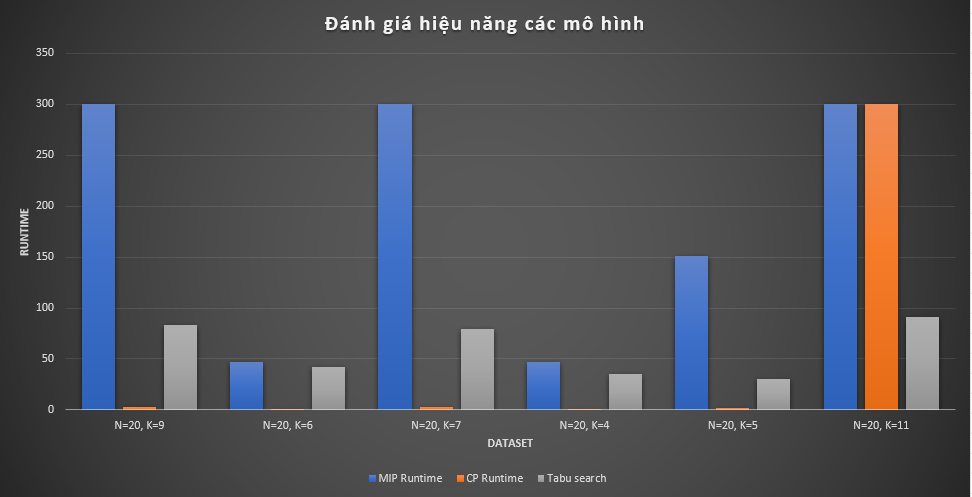 Đánh giá hiệu năng các mô hình
350
300
250
200
150
100
50
0
RUNTIME
N=20, K=9 N=20, K=6 N=20, K=7 N=20, K=4 N=20, K=5 N=20, K=11
DATASET
MIP Runtime CP Runtime Tabu search